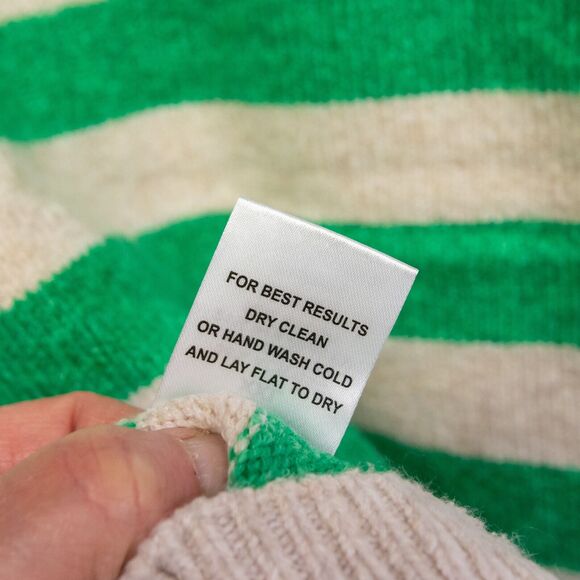 FOR BEST RESULTS
DRY CLEAN
OR HAND WASH COLD
AND LAY FLAT TO DRY